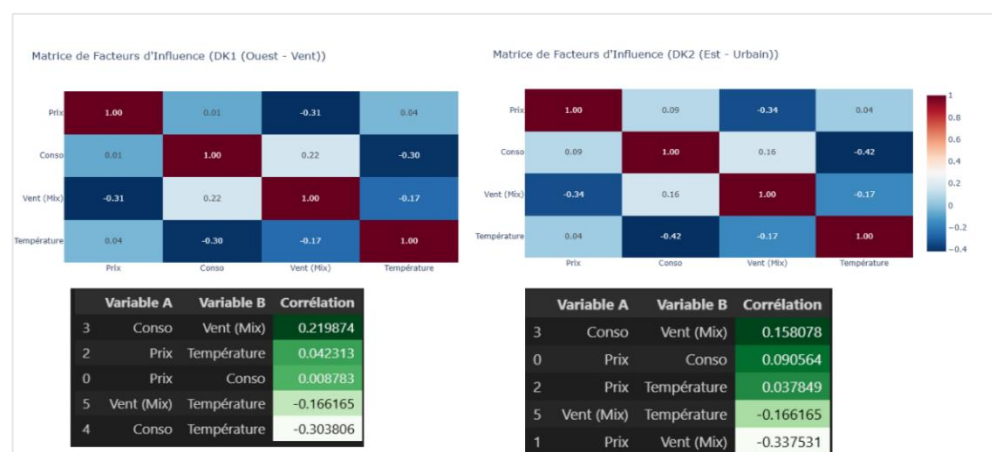 Matrice de Facteurs d'Influence (DK1 (Ouest - Vent))
Prix 1.00 0.01 -0.31 0.04
Conso 0.01 1.00 0.22 -0.30
Vent (Mix) -0.31 0.22 1.00 -0.17
Température 0.04 -0.30 -0.17 1.00
Prix Conso Vent (Mix) Température
Matrice de Facteurs d'Influence (DK2 (Est - Urbain))
Prix 1.00 0.09 -0.34 0.04
Conso 0.09 1.00 0.16 -0.42
Vent (Mix) -0.34 0.16 1.00 -0.17
Température 0.04 -0.42 -0.17 1.00
Prix Conso Vent (Mix) Température
1
0.8
0.6
0.4
0.2
0
−0.2
−0.4
Variable A Variable B Corrélation
3 Conso Vent (Mix) 0.219874
2 Prix Température 0.042313
0 Prix Conso 0.008783
5 Vent (Mix) Température -0.166165
4 Conso Température -0.303806
Variable A Variable B Corrélation
3 Conso Vent (Mix) 0.158078
0 Prix Conso 0.090564
2 Prix Température 0.037849
5 Vent (Mix) Température -0.166165
1 Prix Vent (Mix) -0.337531